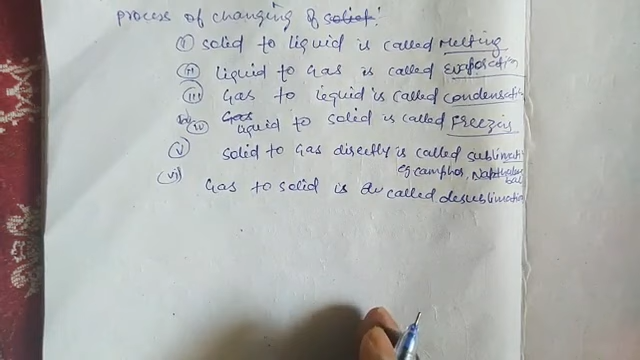 process of changing of solid:
(i) solid to liquid is called Melting
(ii) liquid to Gas is called Evaporation
(iii) Gas to liquid is called condensation
(iv) Gas liquid to solid is called Freezing
(v) solid to Gas directly is called sublimati
eg camphor, Napthalene
ball
(vi) Gas to solid is called desublimation